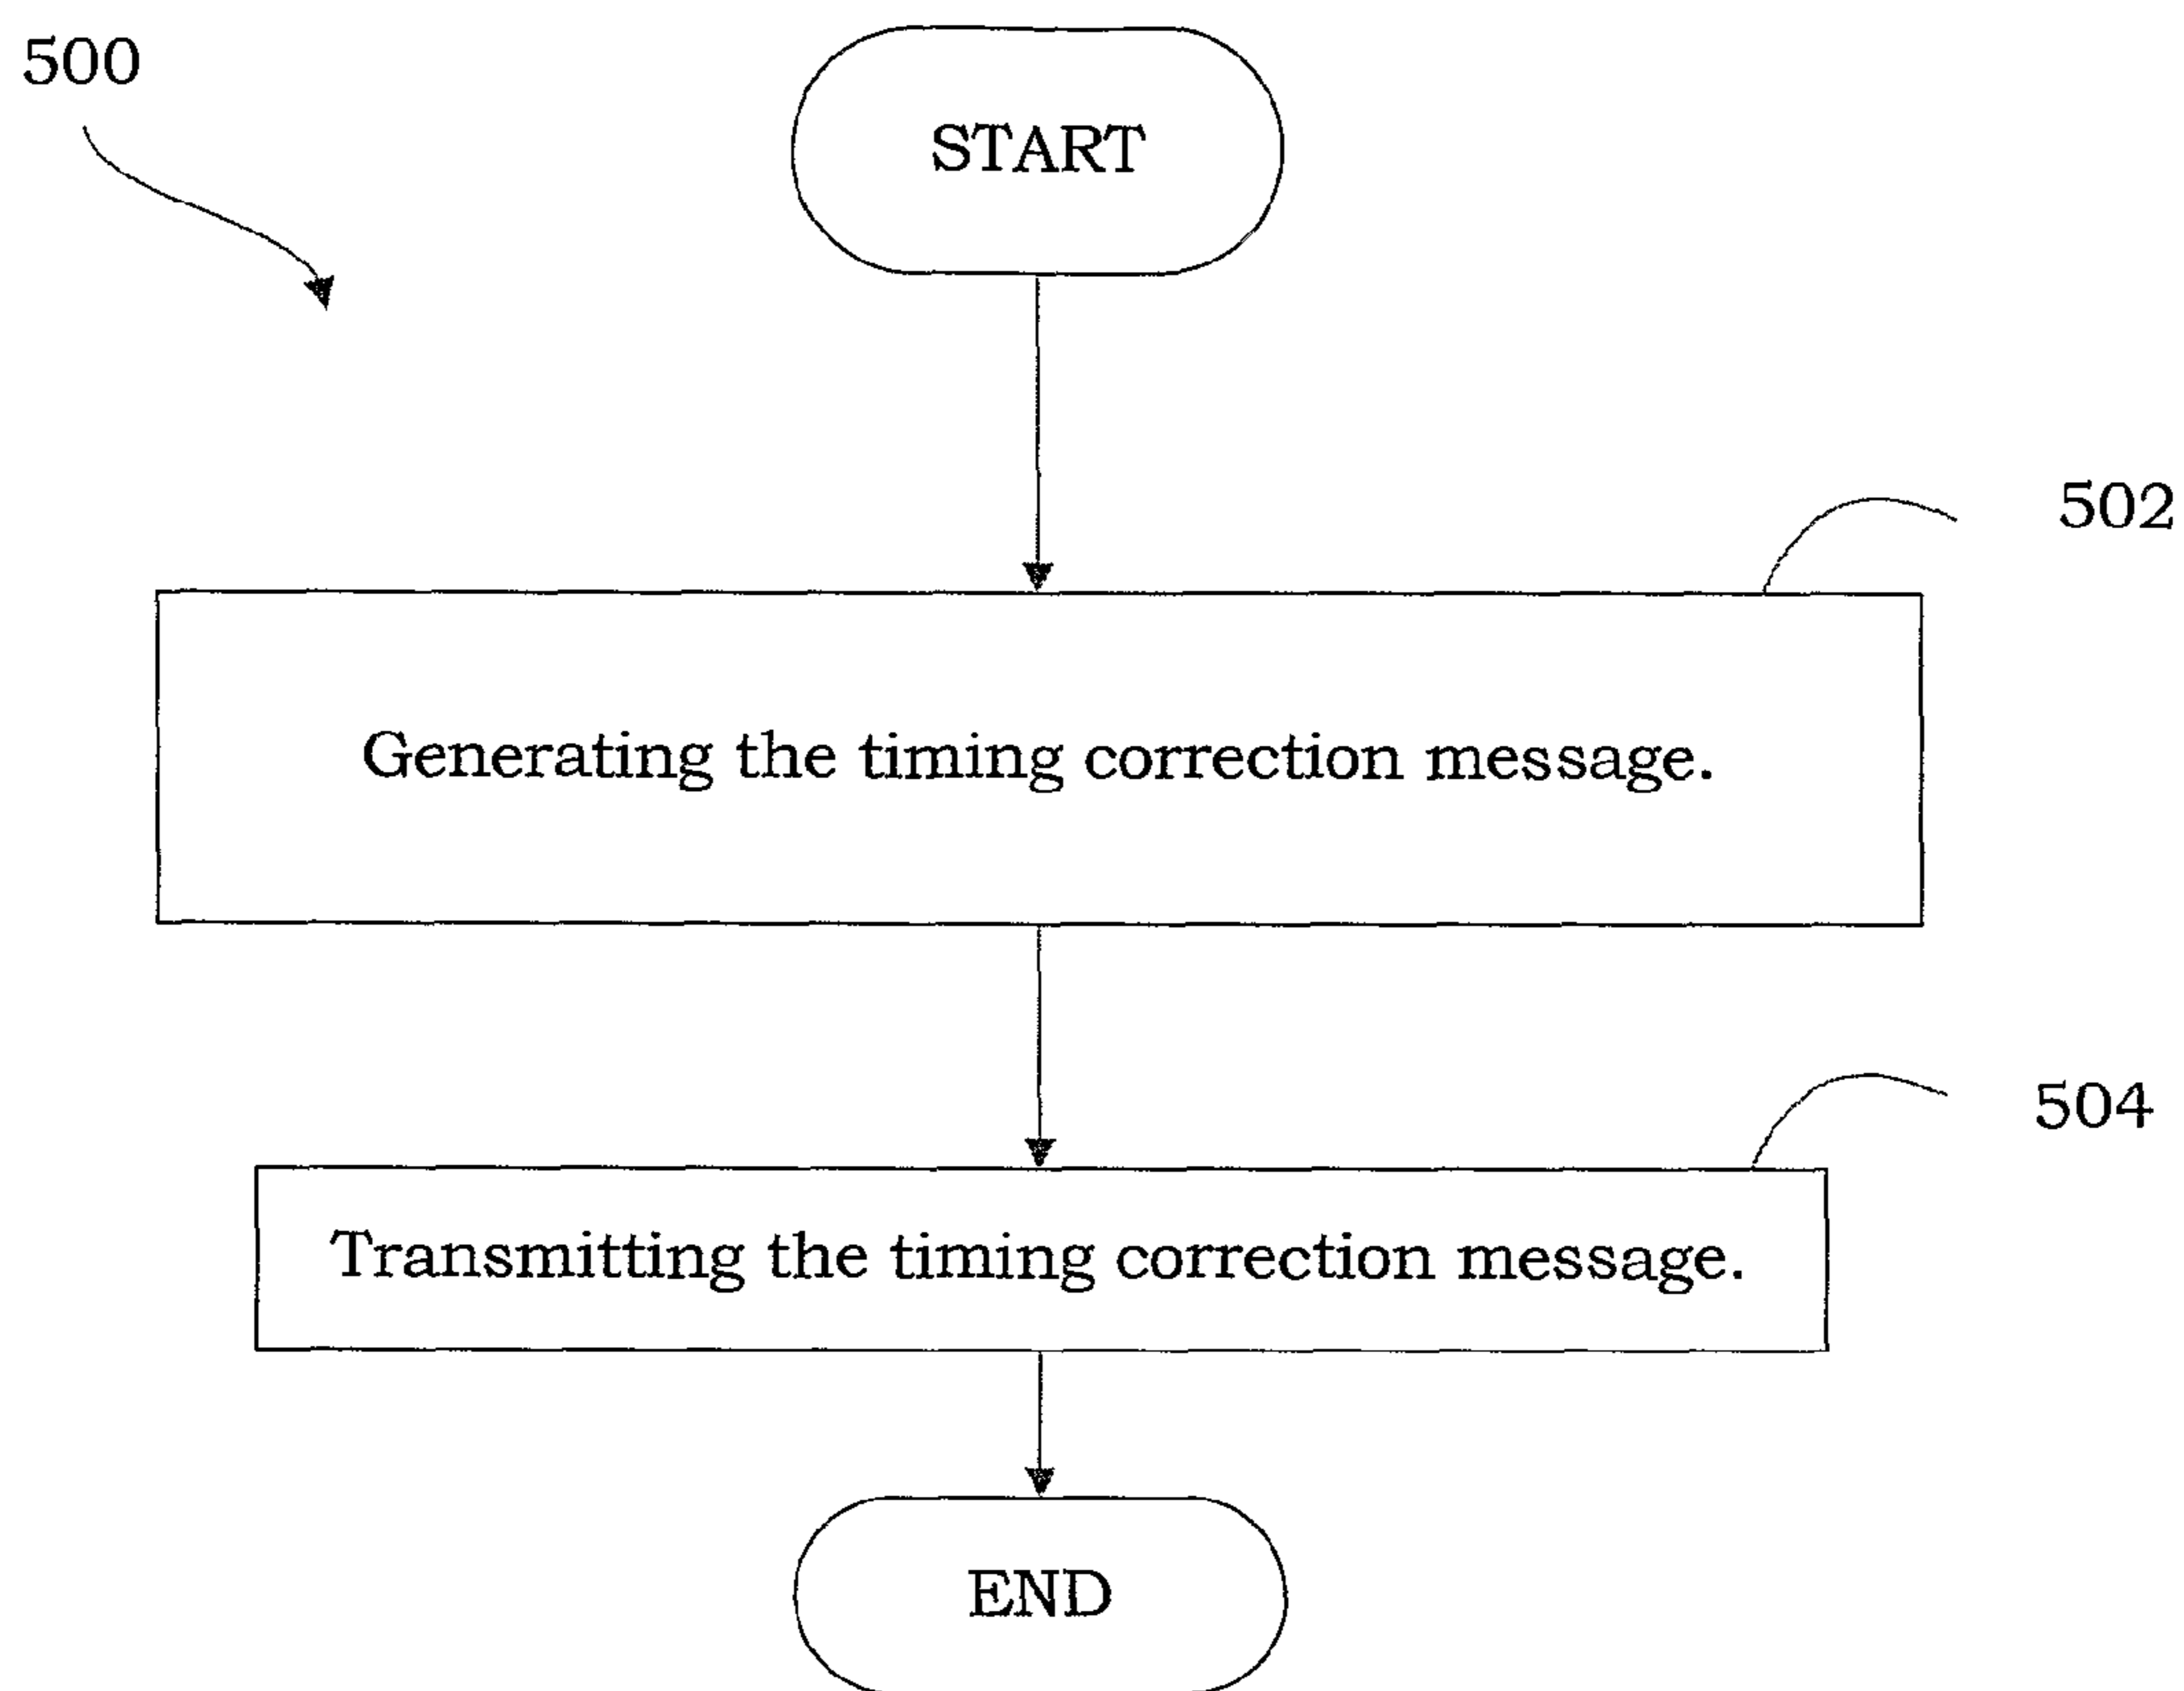 500
START
502
Generating the timing correction message.
504
Transmitting the timing correction message.
END